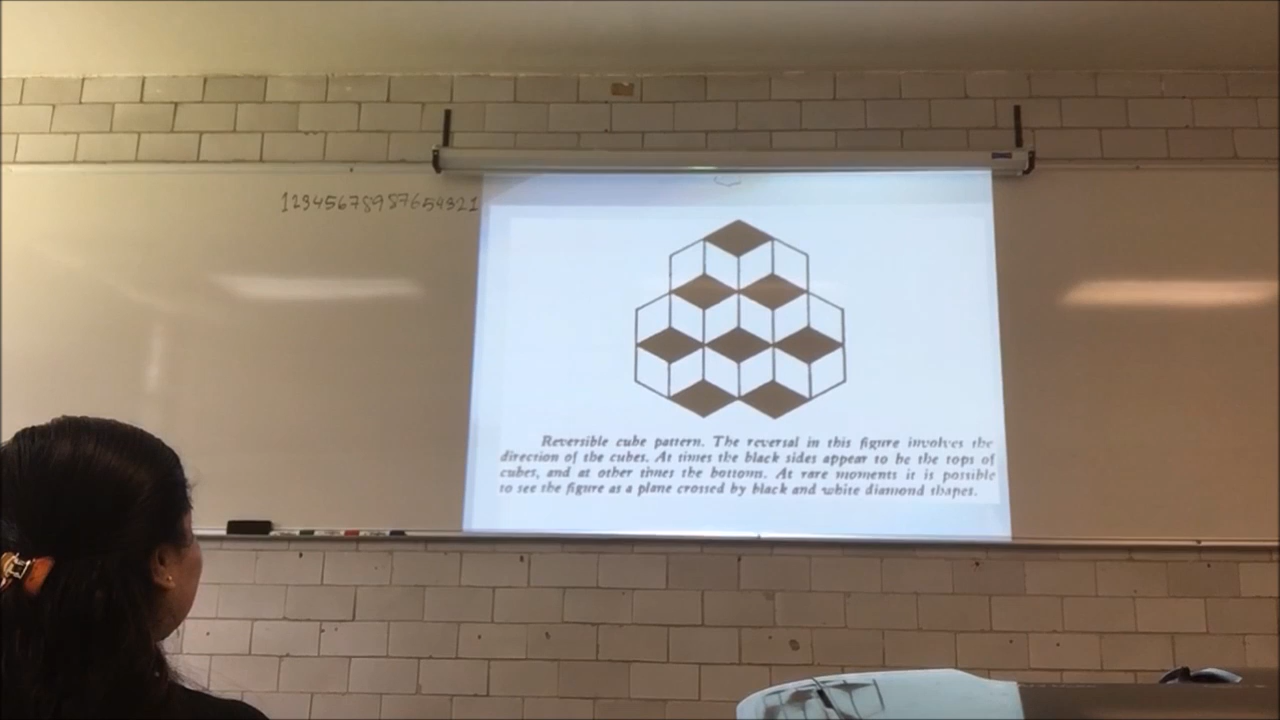 12345678987654321
Reversible cube pattern. The reversal in this figure involves the
direction of the cubes. At times the black sides appear to be the tops of
cubes, and at other times the bottom. At rare moments it is possible
to see the figure as a plane crossed by black and white diamond shapes.